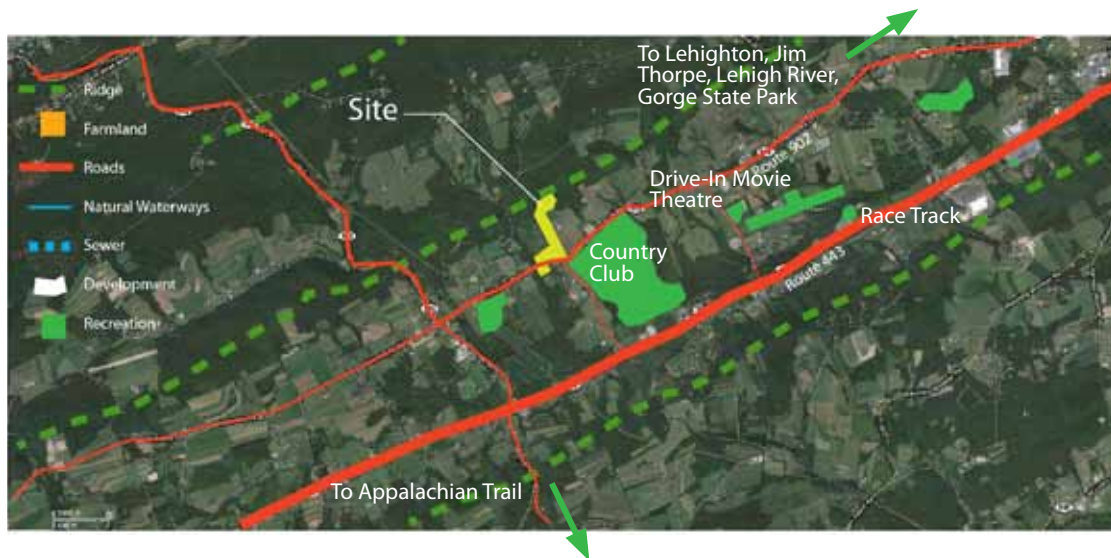 To Lehighton, Jim
Thorpe, Lehigh River,
Gorge State Park
Ridge
Site
Farmland
Route 902
Roads
Drive-In Movie
Theatre
Natural Waterways
Race Track
Sewer
Country
Club
Route 443
Development
Recreation
To Appalachian Trail